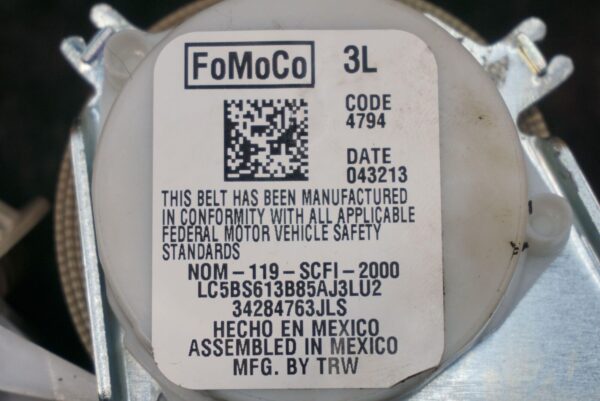 FoMoCo 3L
CODE
4794
DATE
043213
THIS BELT HAS BEEN MANUFACTURED
IN CONFORMITY WITH ALL APPLICABLE
FEDERAL MOTOR VEHICLE SAFETY
STANDARDS
NOM-119-SCFI-2000
LC5BS613B85AJ3LU2
34284763JLS
HECHO EN MEXICO
ASSEMBLED IN MEXICO
MFG. BY TRW